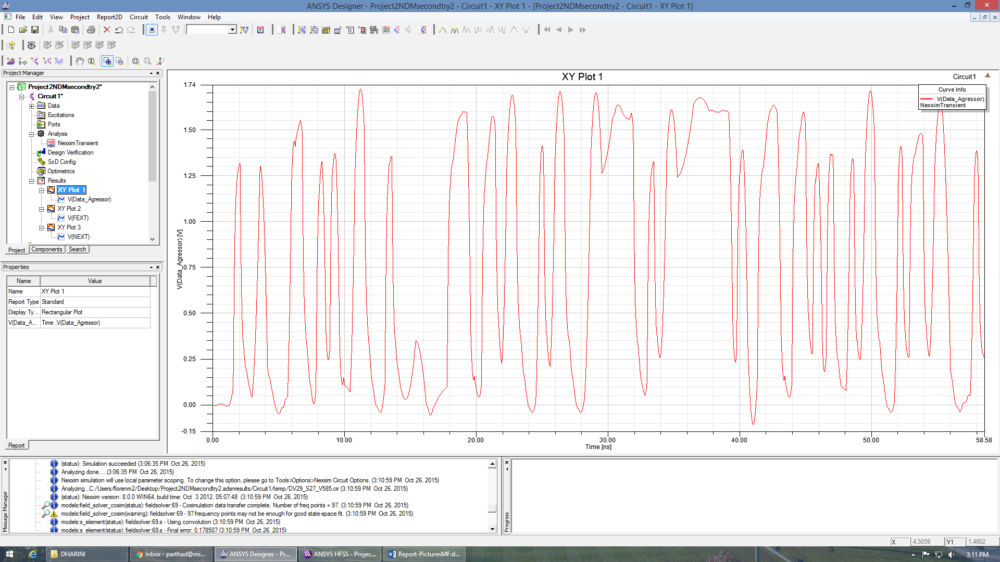 ANSYS Designer - Project2NDMsecondtry2 - Circuit1 - XY Plot 1 - [Project2NDMsecondtry2 - Circuit1 - XY Plot 1]
File Edit View Project Report2D Circuit Tools Window Help
Project Manager
Project2NDMsecondtry2*
Circuit1*
Data
Excitations
Ports
Analysis
NexximTransient
Design Verification
SoD Config
Optimetrics
Results
XY Plot 1
V(Data_Agressor)
XY Plot 2
V(FEXT)
XY Plot 3
V(NEXT)
Project Components Search
Properties
Name Value
Name XY Plot 1
Report Type Standard
Display Ty... Rectangular Plot
V(Data_A... Time ,V(Data_Agressor)
Report
XY Plot 1
Circuit1
Curve Info
V(Data_Agressor)
NexximTransient
V(Data_Agressor) [V]
1.74
1.50
1.25
1.00
0.75
0.50
0.25
0.00
-0.15
0.00 10.00 20.00 30.00 40.00 50.00 58.58
Time [ns]
Message Manager
(status): Simulation succeeded (3:06:35 PM Oct 26, 2015)
Analyzing done.... (3:06:35 PM Oct 26, 2015)
Nexxim simulation will use local parameter scoping. To change this option, please go to Tools>Options>Nexxim Circuit Options. (3:10:59 PM Oct 26, 2015)
Analyzing...C:/Users/florenm2/Desktop/Project2NDMsecondtry2.adsnresults/Circuit1/temp/DV29_S27_V585.cir (3:10:59 PM Oct 26, 2015)
(status): Nexxim version: 8.0.0 WIN64, build time: Oct 3 2012, 05:07:48 (3:10:59 PM Oct 26, 2015)
models:field_solver_cosim(status): fieldsolver:69 - Cosimulation data transfer complete. Number of freq points = 97. (3:10:59 PM Oct 26, 2015)
models:field_solver_cosim(warning): fieldsolver:69 - 97 frequency points may not be enough for good state-space fit. (3:10:59 PM Oct 26, 2015)
models:s_element(status): fieldsolver:69.s - Using convolution (3:10:59 PM Oct 26, 2015)
models:s_element(status): fieldsolver:69.s - Final error: 0.178507 (3:10:59 PM Oct 26, 2015)
Progress
X 4.5059 Y1 1.4802
DHARINI
Inbox - parthad@mi...
ANSYS Designer - Pr...
ANSYS HFSS - Projec...
Report-PicturesMF.d...
3:11 PM